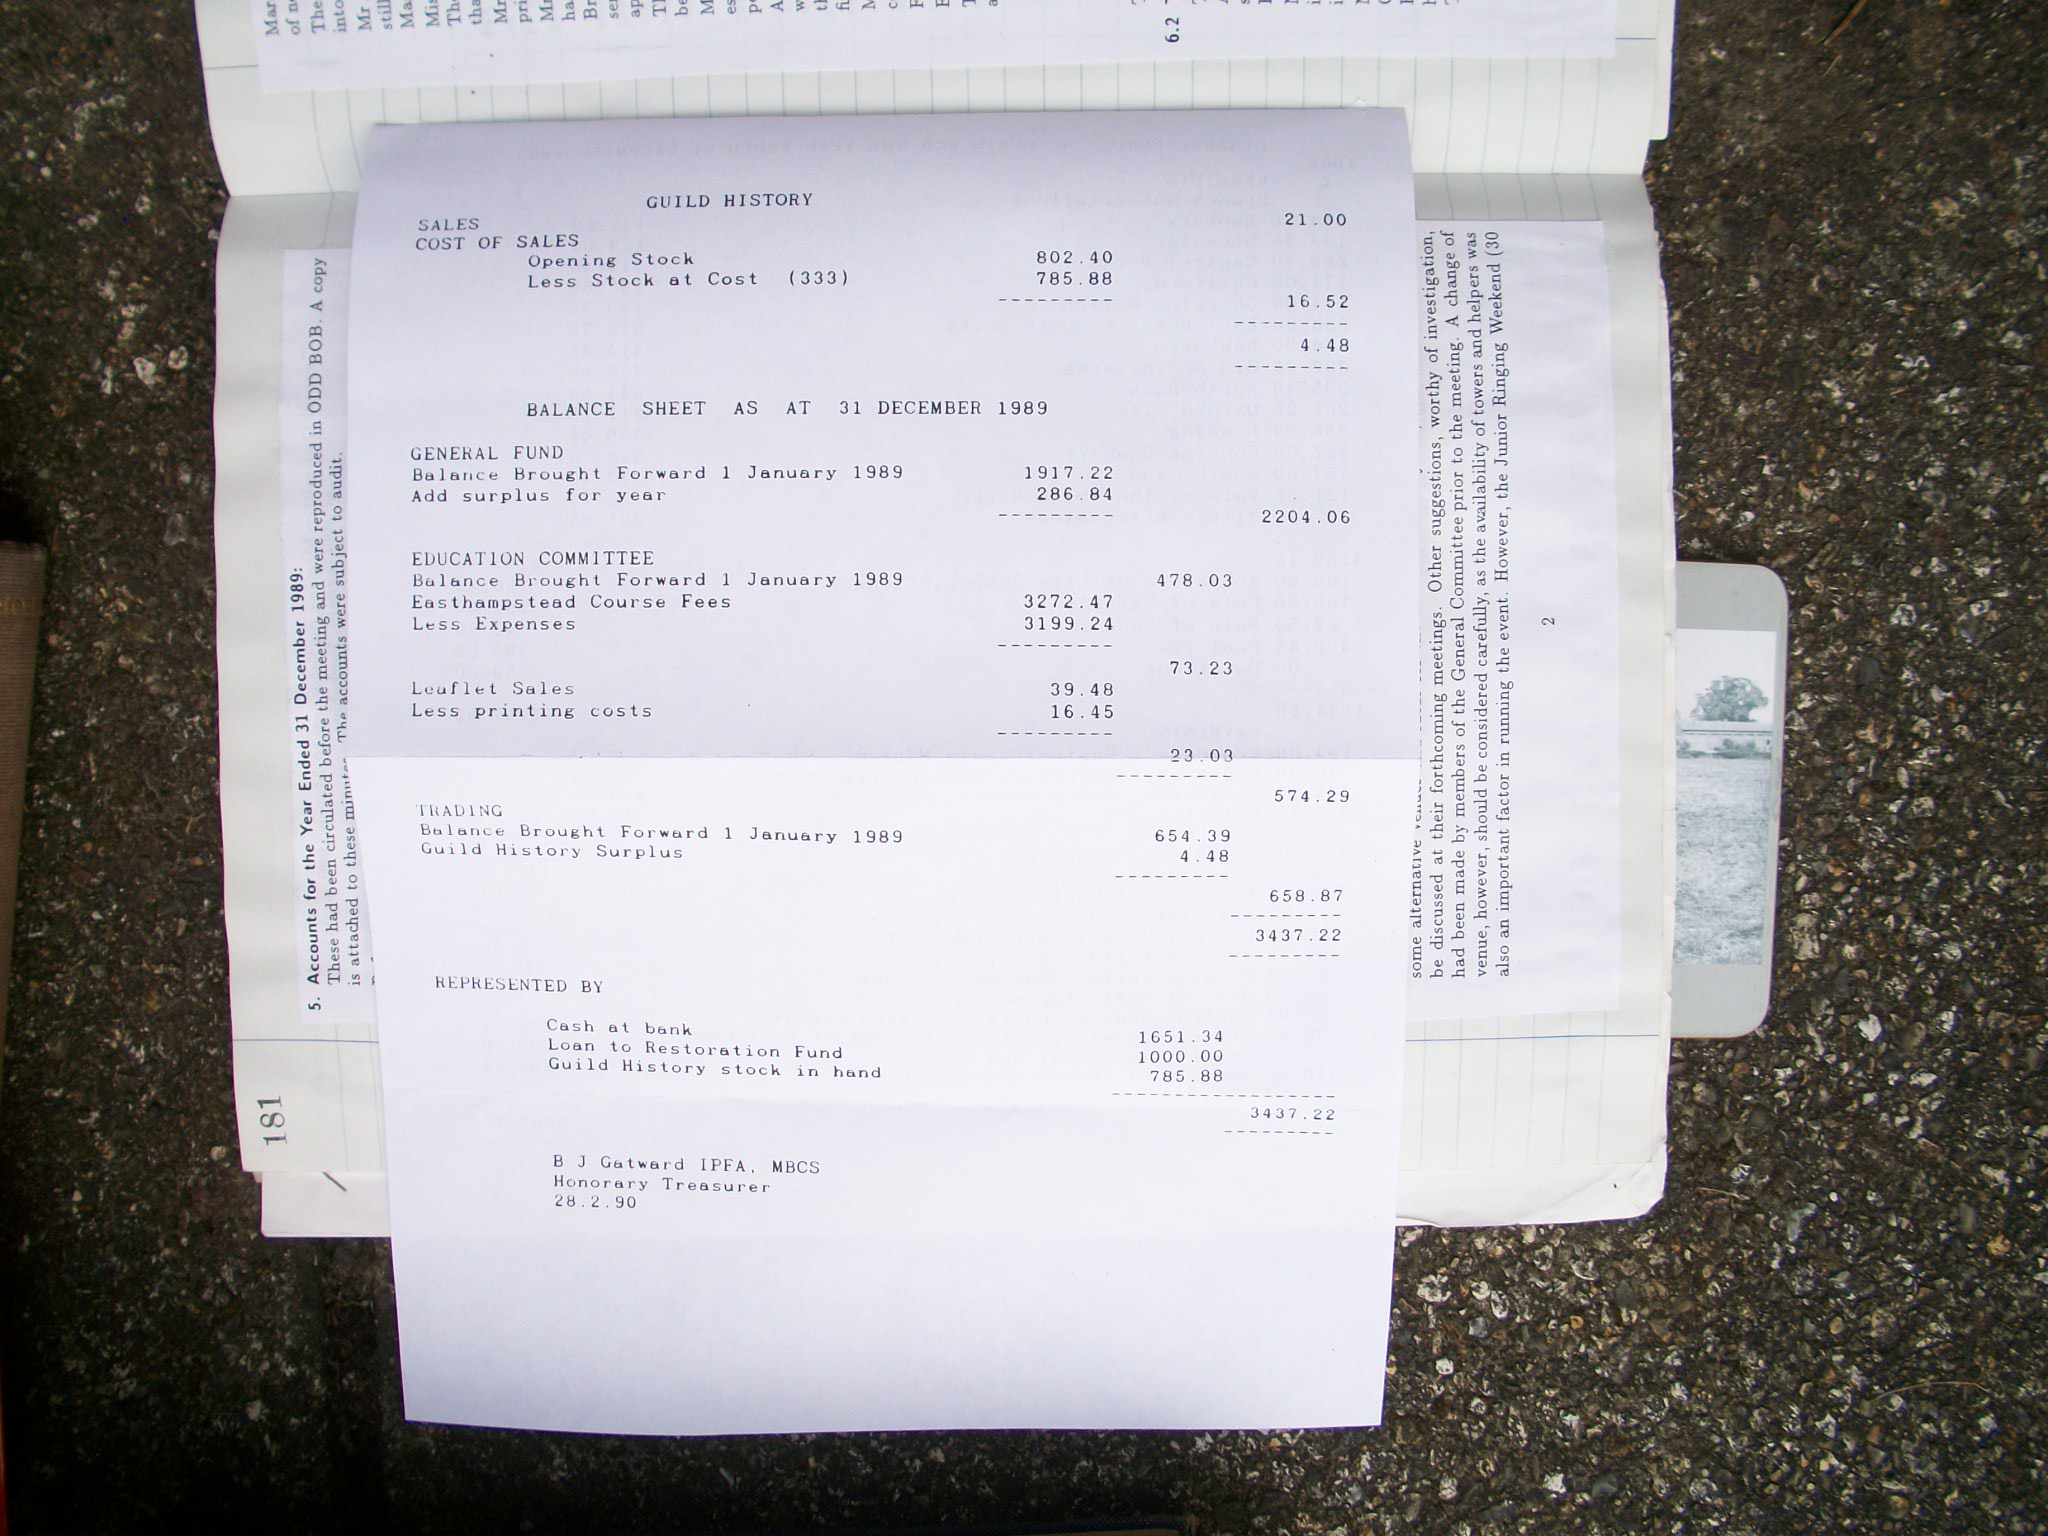 GUILD HISTORY
SALES 21.00
COST OF SALES
Opening Stock 802.40
Less Stock at Cost (333) 785.88
--------- 16.52
---------
4.48
---------
BALANCE SHEET AS AT 31 DECEMBER 1989
GENERAL FUND
Balance Brought Forward 1 January 1989 1917.22
Add surplus for year 286.84
--------- 2204.06
EDUCATION COMMITTEE
Balance Brought Forward 1 January 1989 478.03
Easthampstead Course Fees 3272.47
Less Expenses 3199.24
---------
73.23
Leaflet Sales 39.48
Less printing costs 16.45
---------
23.03
---------
574.29
TRADING
Balance Brought Forward 1 January 1989 654.39
Guild History Surplus 4.48
---------
658.87
---------
3437.22
---------
REPRESENTED BY
Cash at bank 1651.34
Loan to Restoration Fund 1000.00
Guild History stock in hand 785.88
-----------------
3437.22
---------
B J Gatward IPFA, MBCS
Honorary Treasurer
28.2.90
5. Accounts for the Year Ended 31 December 1989:
These had been circulated before the meeting and were reproduced in ODD BOB. A copy
is attached to these minutes. The accounts were subject to audit.
some alternative
be discussed at their forthcoming meetings. Other suggestions, worthy of investigation,
had been made by members of the General Committee prior to the meeting. A change of
venue, however, should be considered carefully, as the availability of towers and helpers was
also an important factor in running the event. However, the Junior Ringing Weekend (30
2
181
6.2